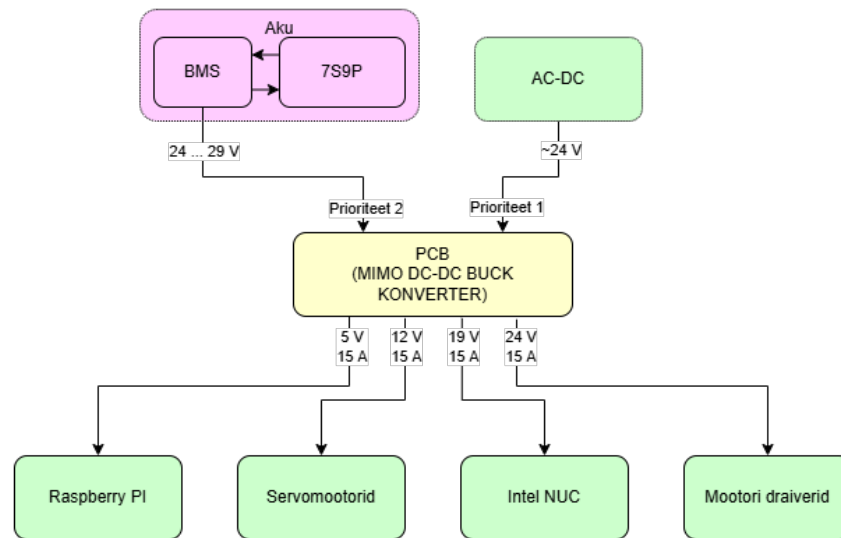 Aku
BMS
7S9P
AC-DC
24 ... 29 V
~24 V
Prioriteet 2
Prioriteet 1
PCB
(MIMO DC-DC BUCK
KONVERTER)
5 V
15 A
12 V
15 A
19 V
15 A
24 V
15 A
Raspberry PI
Servomootorid
Intel NUC
Mootori draiverid